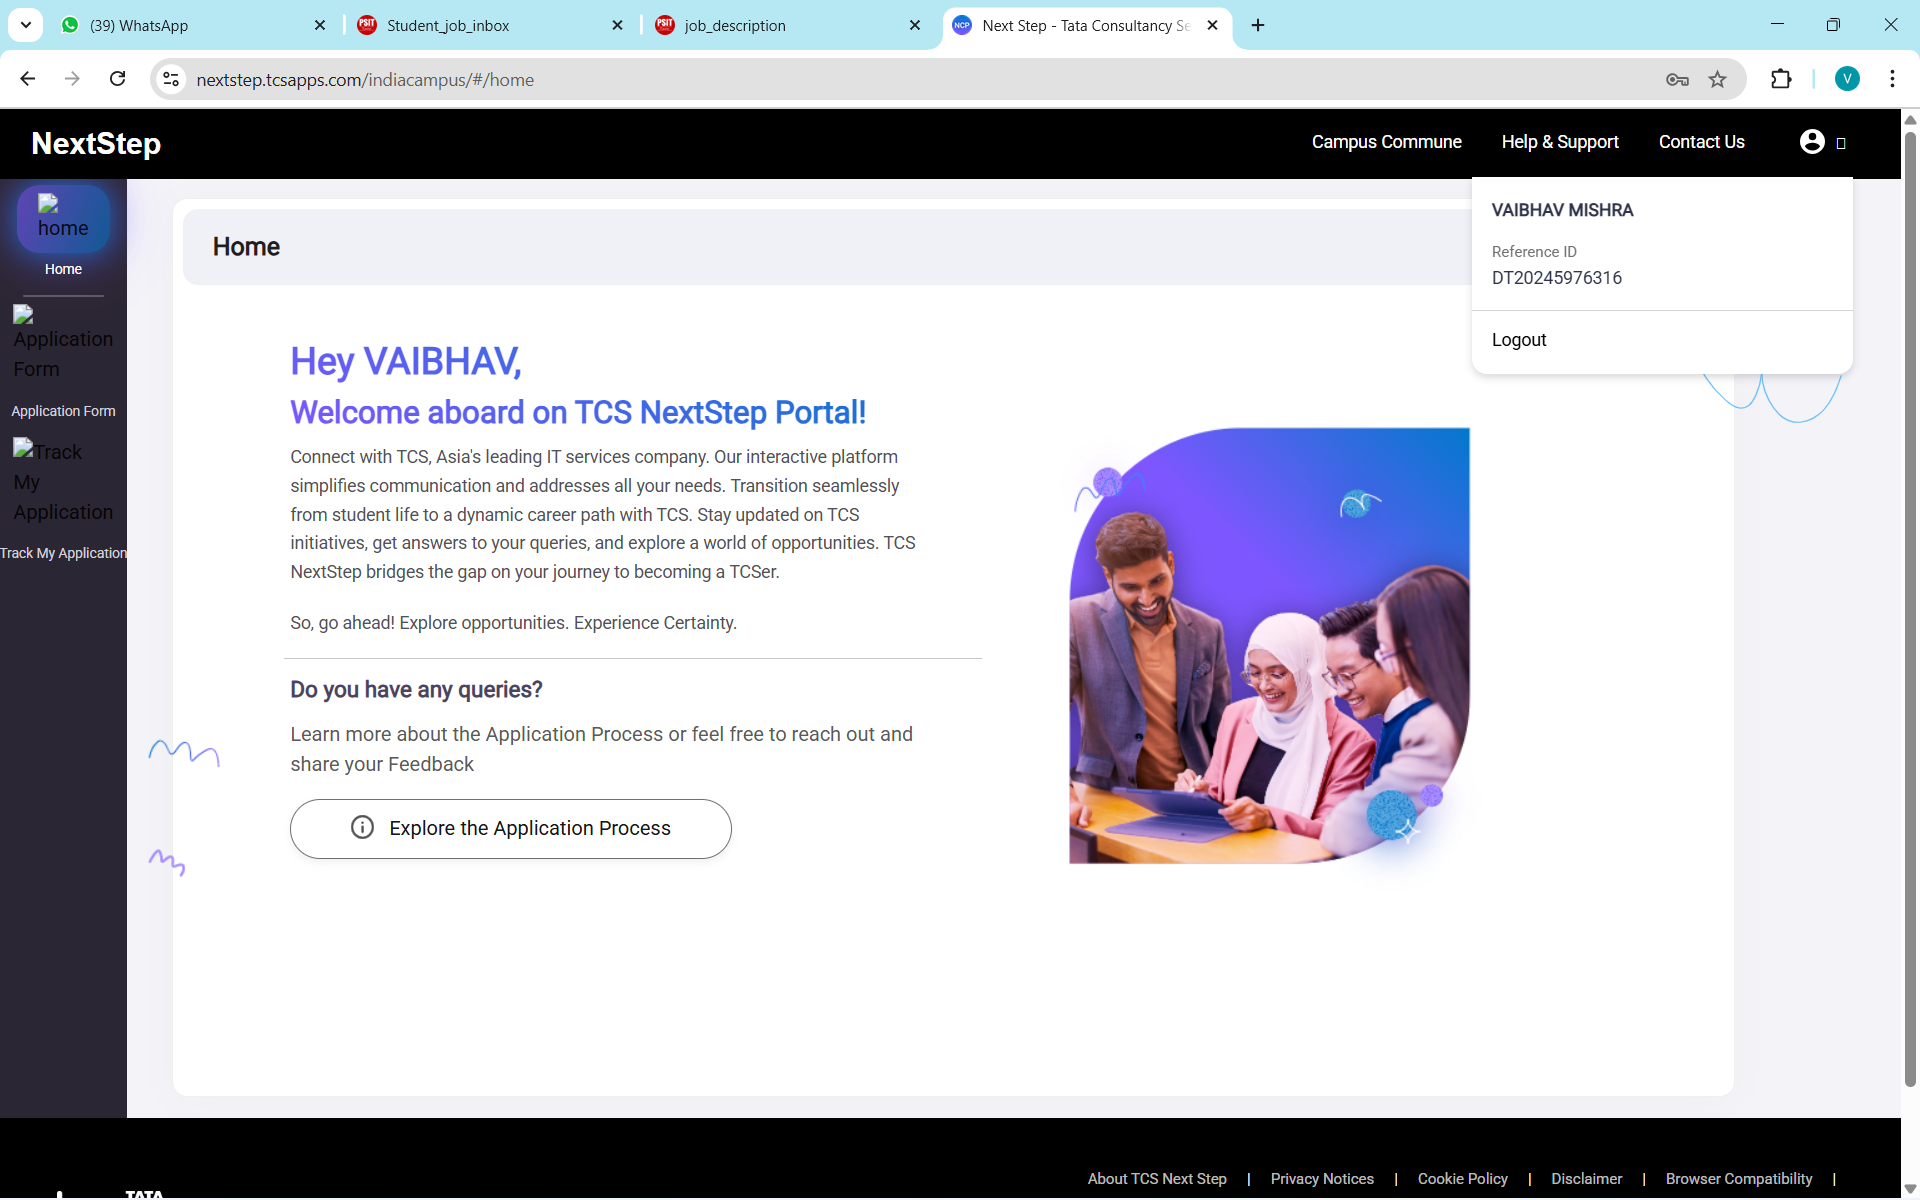 (39) WhatsApp
Student_job_inbox
job_description
Next Step - Tata Consultancy Se
nextstep.tcsapps.com/indiacampus/#/home
V
NextStep
Campus Commune
Help & Support
Contact Us
VAIBHAV MISHRA
Reference ID
DT20245976316
Logout
home
Home
Application
Form
Application Form
Track
My
Application
Track My Application
Home
Hey VAIBHAV,
Welcome aboard on TCS NextStep Portal!
Connect with TCS, Asia's leading IT services company. Our interactive platform
simplifies communication and addresses all your needs. Transition seamlessly
from student life to a dynamic career path with TCS. Stay updated on TCS
initiatives, get answers to your queries, and explore a world of opportunities. TCS
NextStep bridges the gap on your journey to becoming a TCSer.
So, go ahead! Explore opportunities. Experience Certainty.
Do you have any queries?
Learn more about the Application Process or feel free to reach out and
share your Feedback
Explore the Application Process
About TCS Next Step | Privacy Notices | Cookie Policy | Disclaimer | Browser Compatibility |
TATA